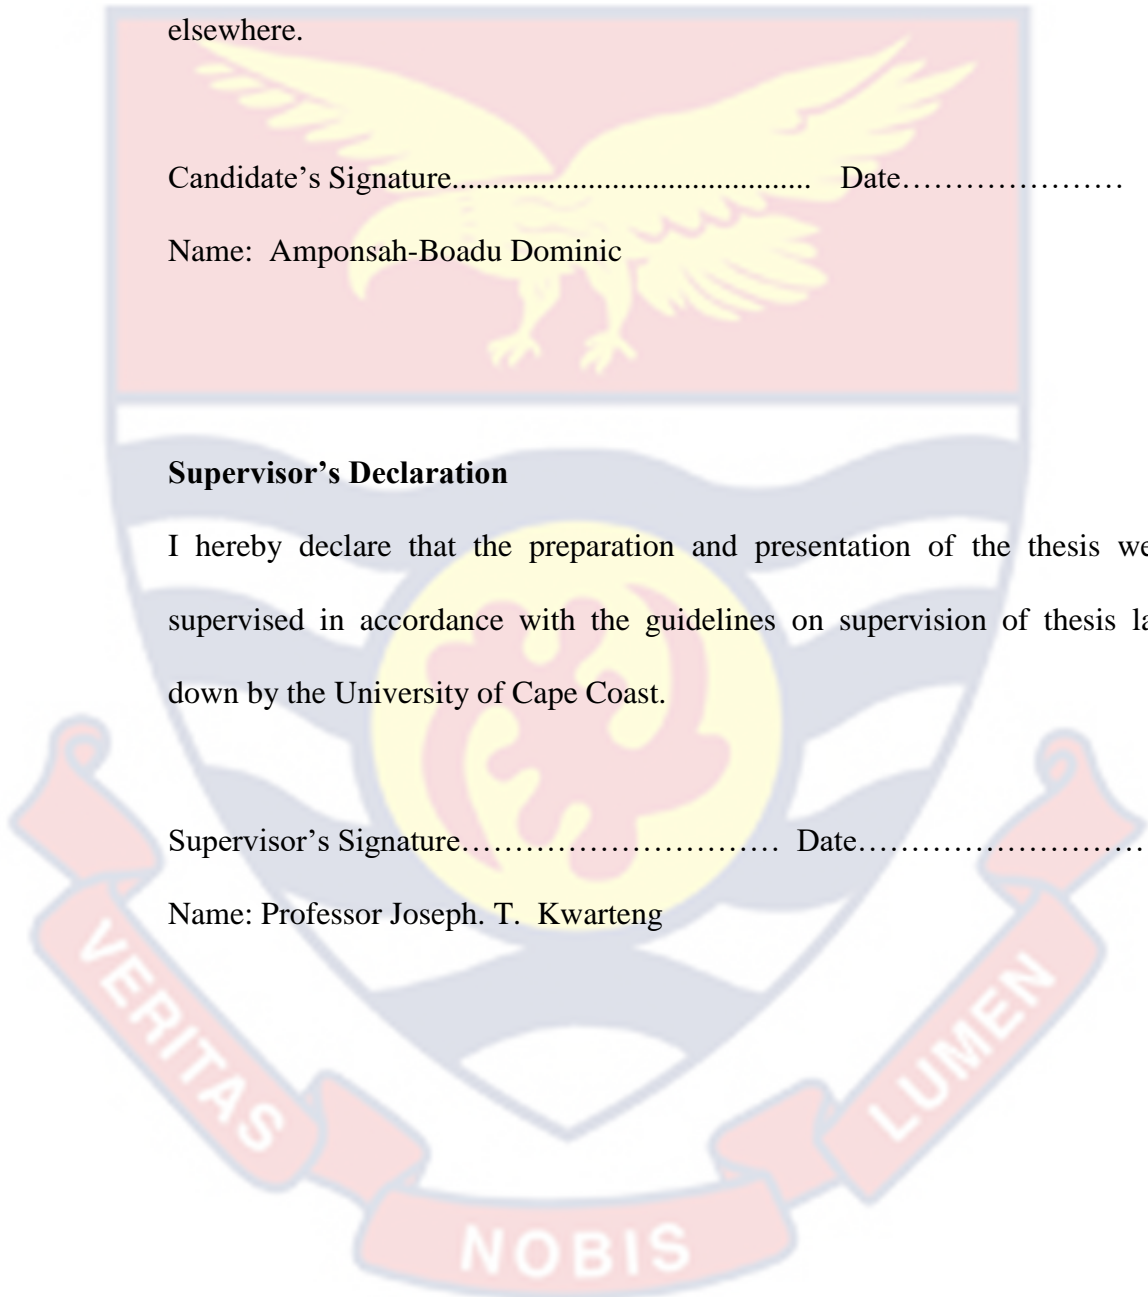 elsewhere.
Candidate’s Signature............................................. Date…………………
Name: Amponsah-Boadu Dominic
Supervisor’s Declaration
I hereby declare that the preparation and presentation of the thesis we
supervised in accordance with the guidelines on supervision of thesis la
down by the University of Cape Coast.
Supervisor’s Signature………………………… Date………………………
Name: Professor Joseph. T. Kwarteng
VERITAS
NOBIS
LUMEN